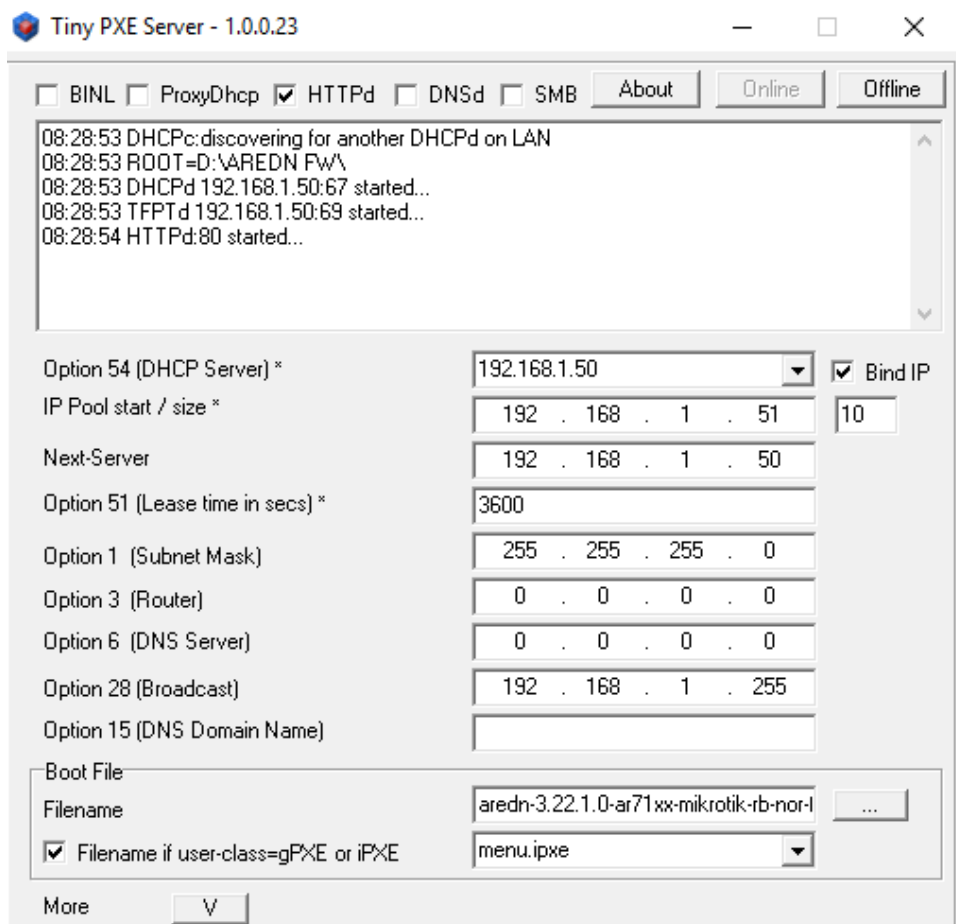 Tiny PXE Server - 1.0.0.23
BINL ProxyDhcp HTTPd DNSd SMB About Online Offline
08:28:53 DHCPc:discovering for another DHCPd on LAN
08:28:53 ROOT=D:\AREDN FW\
08:28:53 DHCPd 192.168.1.50:67 started...
08:28:53 TFPTd 192.168.1.50:69 started...
08:28:54 HTTPd:80 started...
Option 54 (DHCP Server) * 192.168.1.50 Bind IP
IP Pool start / size * 192 . 168 . 1 . 51 10
Next-Server 192 . 168 . 1 . 50
Option 51 (Lease time in secs) * 3600
Option 1 (Subnet Mask) 255 . 255 . 255 . 0
Option 3 (Router) 0 . 0 . 0 . 0
Option 6 (DNS Server) 0 . 0 . 0 . 0
Option 28 (Broadcast) 192 . 168 . 1 . 255
Option 15 (DNS Domain Name)
Boot File
Filename aredn-3.22.1.0-ar71xx-mikrotik-rb-nor- ...
Filename if user-class=gPXE or iPXE menu.ipxe
More V